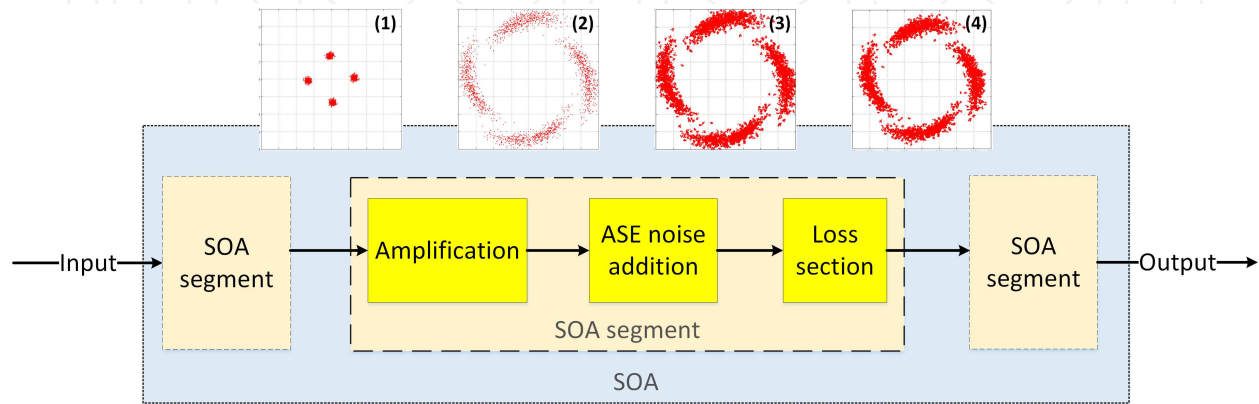 (1)
(2)
(3)
(4)
Input
SOA
segment
Amplification
ASE noise
addition
Loss
section
SOA segment
SOA
segment
Output
SOA